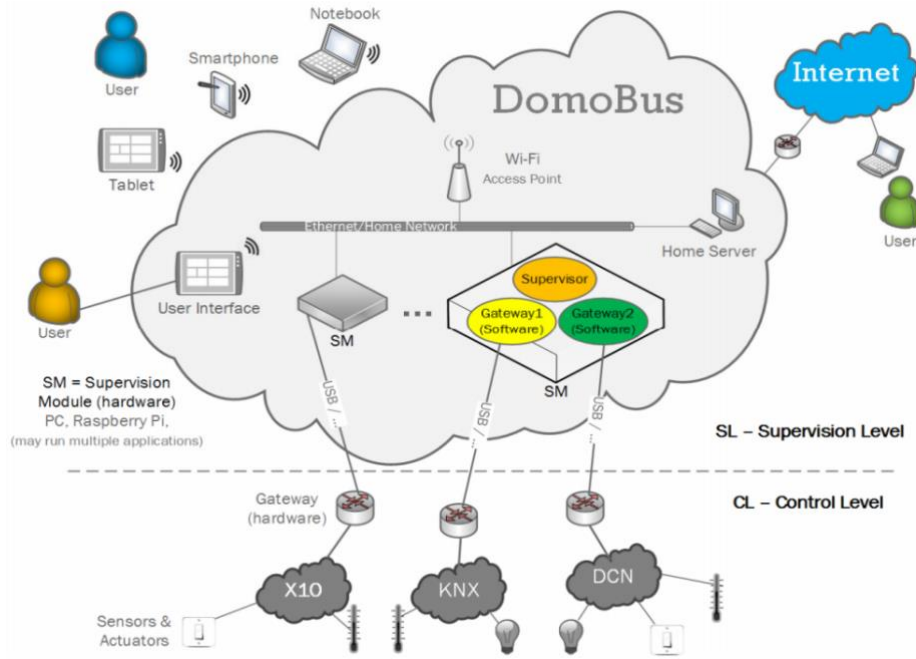 Notebook
Smartphone
User
Internet
DomoBus
Tablet
Wi-Fi
Access Point
User
Ethernet/Home Network
Home Server
Supervisor
User Interface
Gateway1
(Software)
Gateway2
(Software)
User
SM
SM
SM = Supervision
Module (hardware)
PC, Raspberry Pi,
(may run multiple applications)
USB / ...
USB / ...
USB / ...
SL – Supervision Level
CL – Control Level
Gateway
(hardware)
X10
KNX
DCN
Sensors &
Actuators